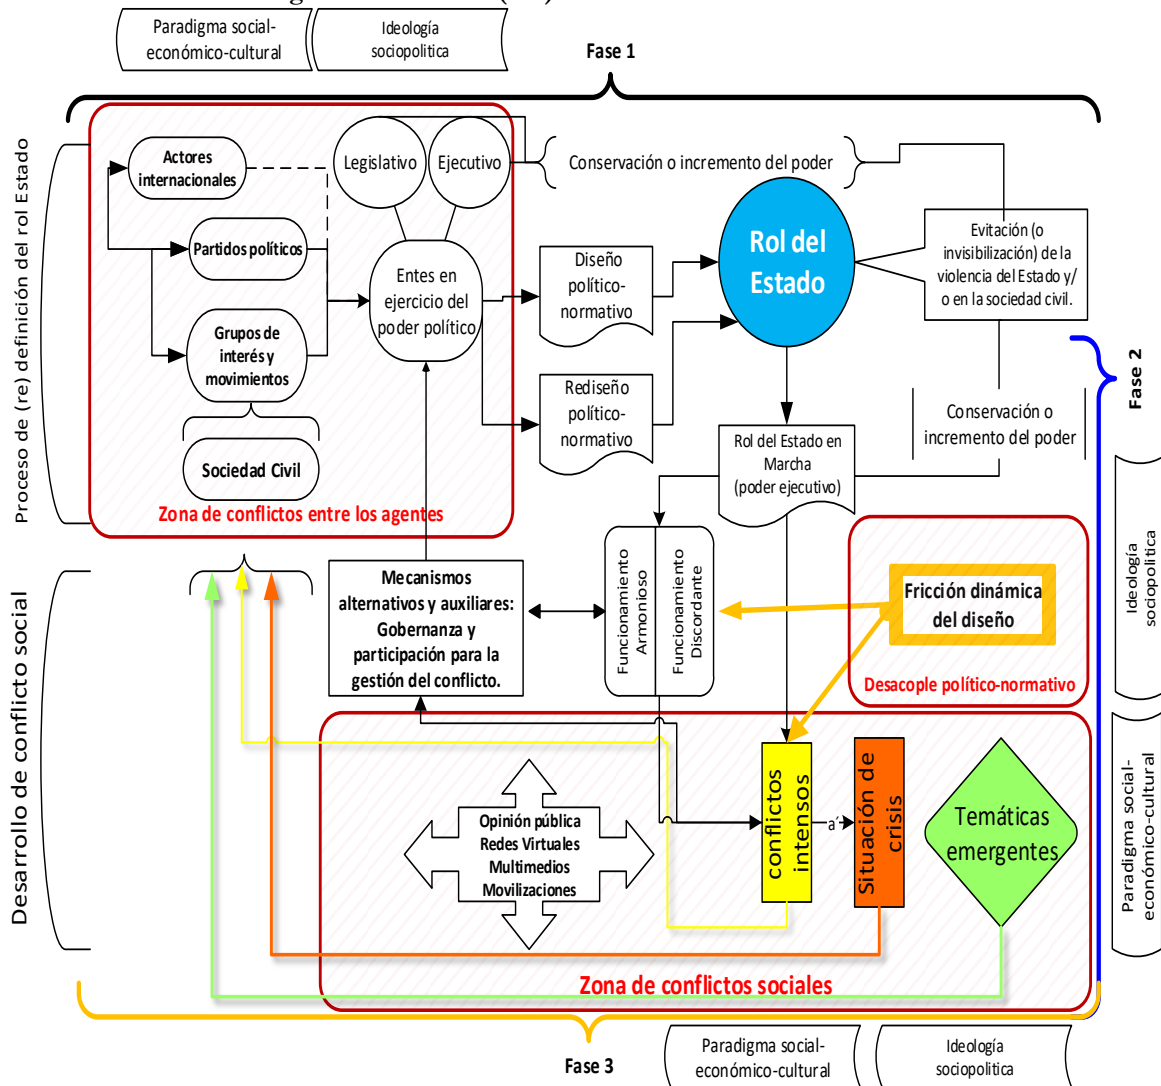 Paradigma social-
económico-cultural
Ideología
sociopolitica
Fase 1
Proceso de (re) definición del rol Estado
Actores
internacionales
Legislativo
Ejecutivo
Conservación o incremento del poder
Partidos políticos
Entes en
ejercicio del
poder político
Grupos de
interés y
movimientos
Sociedad Civil
Zona de conflictos entre los agentes
Diseño
político-
normativo
Rediseño
político-
normativo
Rol del
Estado
Evitación (o
invisibilización) de la
violencia del Estado y/
o en la sociedad civil.
Fase 2
Conservación o
incremento del poder
Rol del Estado en
Marcha
(poder ejecutivo)
Ideología
sociopolitica
Paradigma social-
económico-cultural
Desarrollo de conflicto social
Mecanismos
alternativos y auxiliares:
Gobernanza y
participación para la
gestión del conflicto.
Funcionamiento
Armonioso
Funcionamiento
Discordante
Fricción dinámica
del diseño
Desacople político-normativo
Opinión pública
Redes Virtuales
Multimedios
Movilizaciones
conflictos
intensos
a´
Situación de
crisis
Temáticas
emergentes
Zona de conflictos sociales
Fase 3
Paradigma social-
económico-cultural
Ideología
sociopolitica